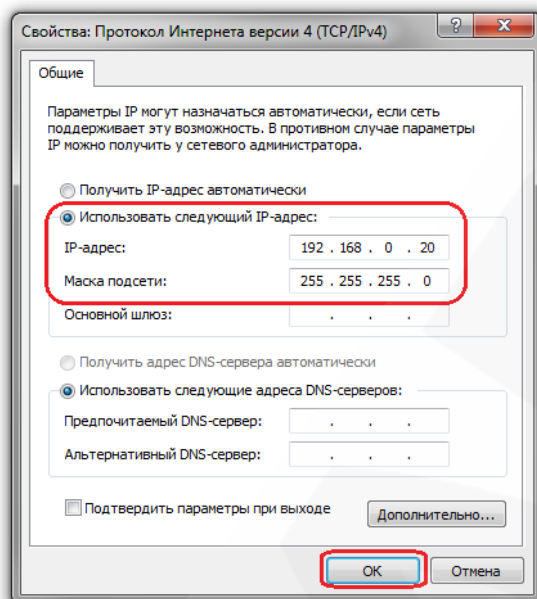 Свойства: Протокол Интернета версии 4 (TCP/IPv4)
?
Общие
Параметры IP могут назначаться автоматически, если сеть
поддерживает эту возможность. В противном случае параметры
IP можно получить у сетевого администратора.
Получить IP-адрес автоматически
Использовать следующий IP-адрес:
IP-адрес: 192 . 168 . 0 . 20
Маска подсети: 255 . 255 . 255 . 0
Основной шлюз: . . .
Получить адрес DNS-сервера автоматически
Использовать следующие адреса DNS-серверов:
Предпочитаемый DNS-сервер: . . .
Альтернативный DNS-сервер: . . .
Подтвердить параметры при выходе
Дополнительно...
ОК Отмена